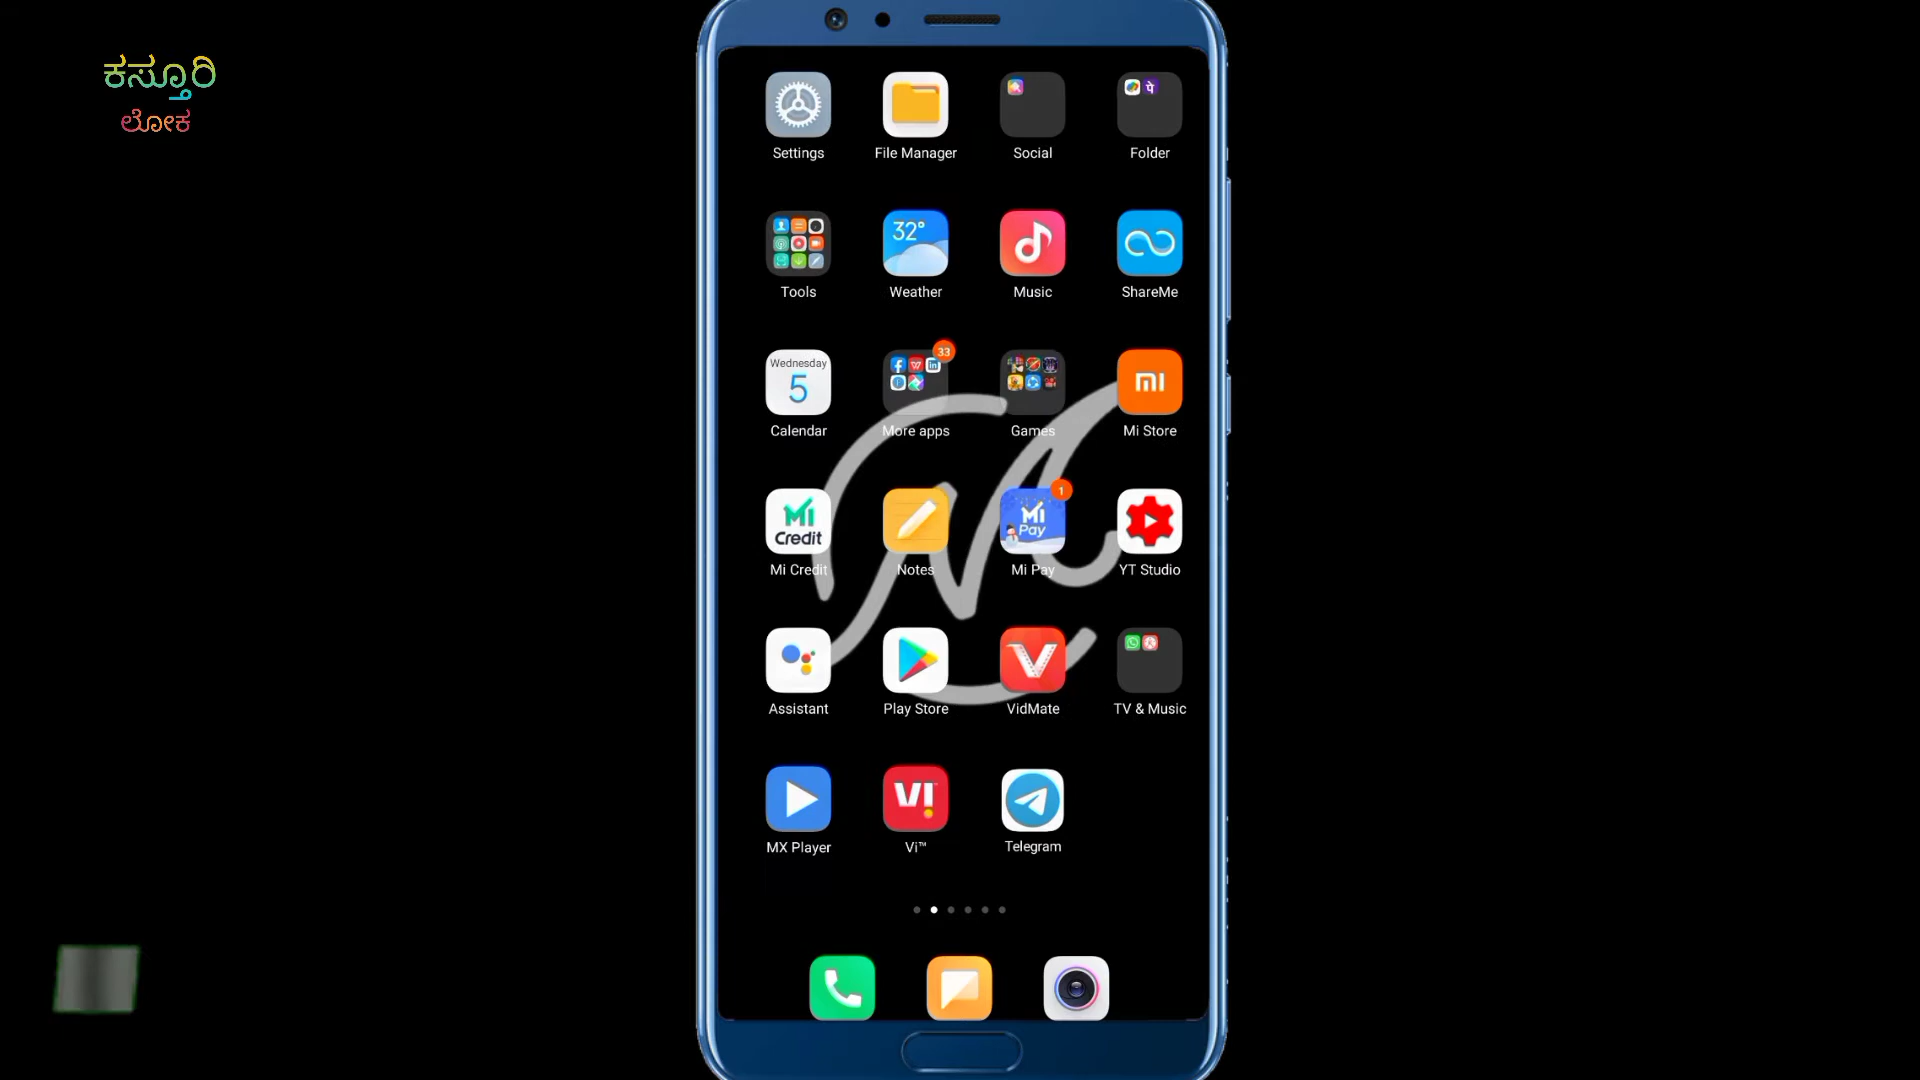 ಕಸ್ತೂರಿ
ಲೋಕ
Settings
File Manager
Social
Folder
32°
Tools
Weather
Music
ShareMe
Wednesday
5
33
mi
Calendar
More apps
Games
Mi Store
Mi
Credit
1
Mi
Pay
Mi Credit
Notes
Mi Pay
YT Studio
Assistant
Play Store
VidMate
TV & Music
VI
MX Player
Vi™
Telegram